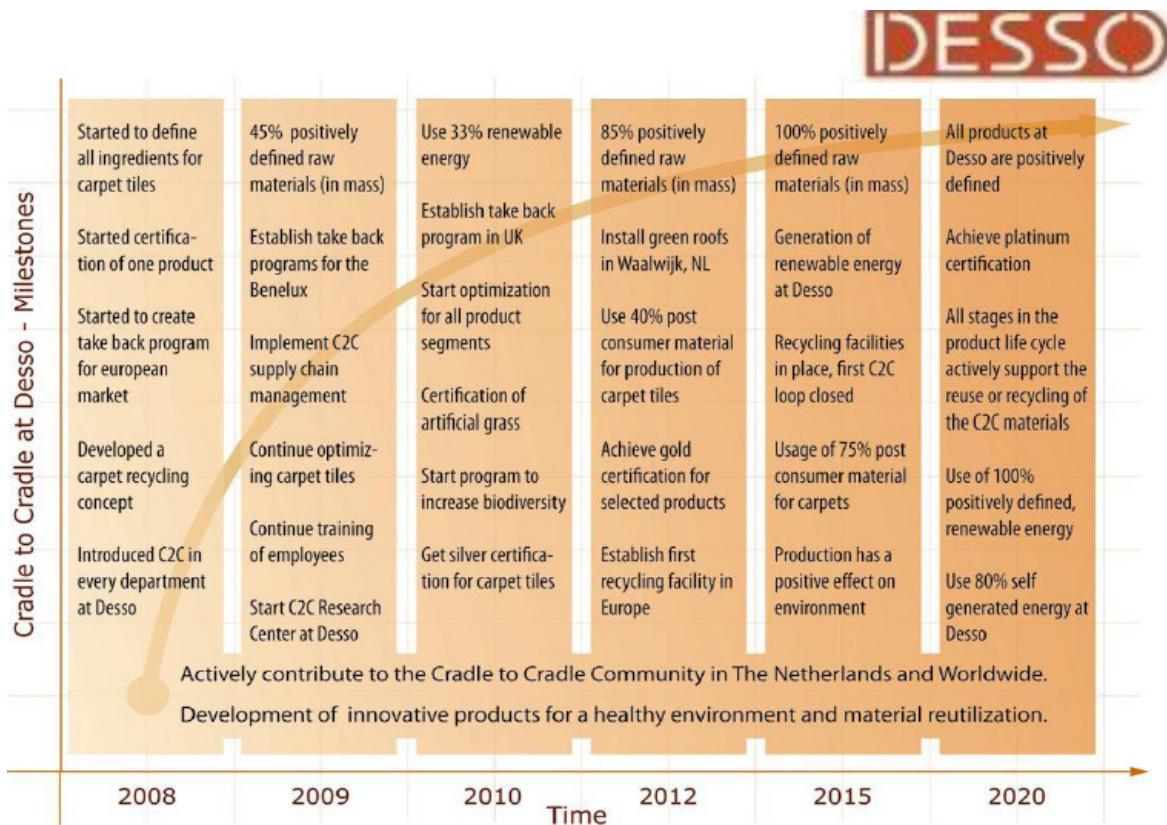 DESSO
Cradle to Cradle at Desso - Milestones
Started to define
all ingredients for
carpet tiles
Started certifica-
tion of one product
Started to create
take back program
for european
market
Developed a
carpet recycling
concept
Introduced C2C in
every department
at Desso
45% positively
defined raw
materials (in mass)
Establish take back
programs for the
Benelux
Implement C2C
supply chain
management
Continue optimiz-
ing carpet tiles
Continue training
of employees
Start C2C Research
Center at Desso
Use 33% renewable
energy
Establish take back
program in UK
Start optimization
for all product
segments
Certification of
artificial grass
Start program to
increase biodiversity
Get silver certifica-
tion for carpet tiles
85% positively
defined raw
materials (in mass)
Install green roofs
in Waalwijk, NL
Use 40% post
consumer material
for production of
carpet tiles
Achieve gold
certification for
selected products
Establish first
recycling facility in
Europe
100% positively
defined raw
materials (in mass)
Generation of
renewable energy
at Desso
Recycling facilities
in place, first C2C
loop closed
Usage of 75% post
consumer material
for carpets
Production has a
positive effect on
environment
All products at
Desso are positively
defined
Achieve platinum
certification
All stages in the
product life cycle
actively support the
reuse or recycling of
the C2C materials
Use of 100%
positively defined,
renewable energy
Use 80% self
generated energy at
Desso
Actively contribute to the Cradle to Cradle Community in The Netherlands and Worldwide.
Development of innovative products for a healthy environment and material reutilization.
2008 2009 2010 2012 2015 2020
Time